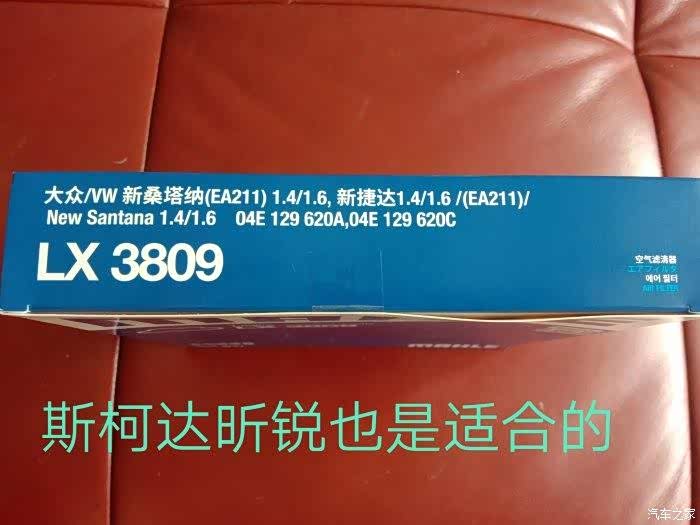 大众/VW 新桑塔纳(EA211) 1.4/1.6, 新捷达1.4/1.6 /(EA211)/
New Santana 1.4/1.6 04E 129 620A,04E 129 620C
LX 3809
空气滤清器
エアフィルタ
에어 필터
AIR FILTER
MAHLE
斯柯达昕锐也是适合的
汽车之家